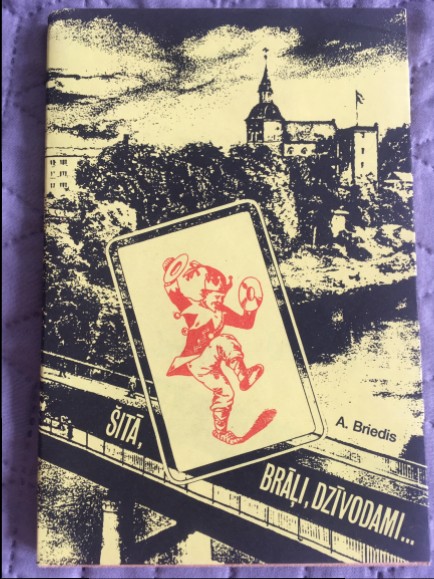 ŠITĀ,
A. Briedis
BRĀĻI, DZĪVODAMI...